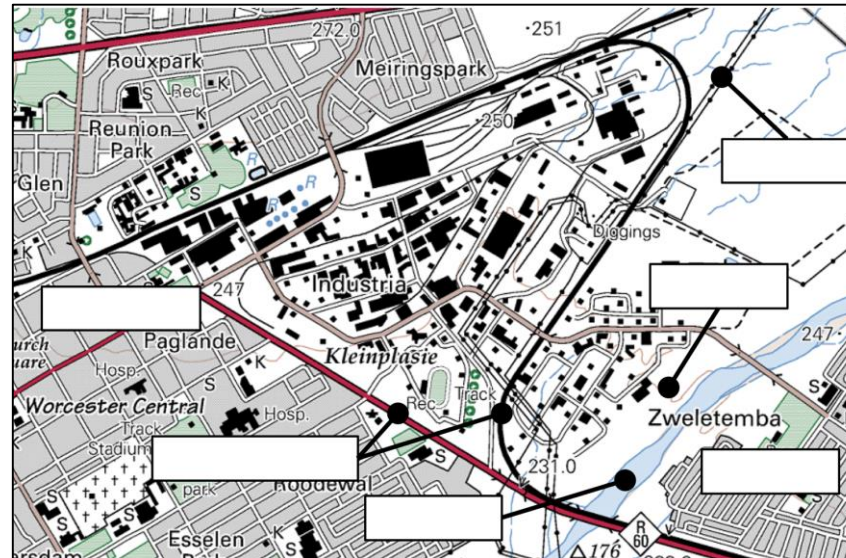 272.0
·251
Rouxpark
Rec
K
Meiringspark
S
K
Reunion
Park
·250
Glen
R
S
R
R
K
Diggings
247
Industria
247·
Paglande
Kleinplasie
Hosp.
K
S
Rec
Track
Worcester Central
Hosp.
Zweletemba
Track
Stadium
S
231.0
S
park
Roodewal
S
S
Esselen
K
S
R
60
△176